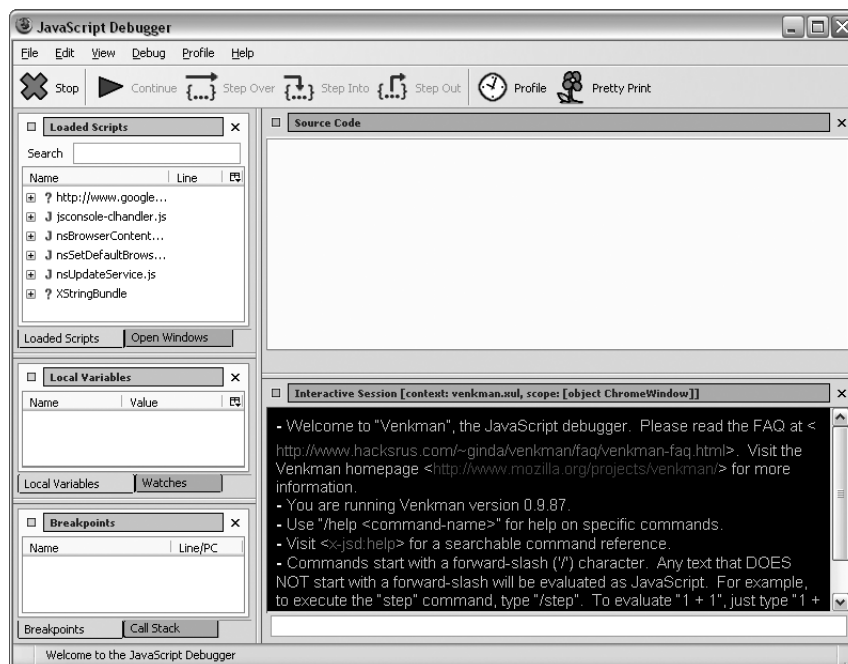 JavaScript Debugger
File Edit View Debug Profile Help
Stop Continue Step Over Step Into Step Out Profile Pretty Print
Loaded Scripts
Search
Name Line
? http://www.google...
J jsconsole-clhandler.js
J nsBrowserContent...
J nsSetDefaultBrows...
J nsUpdateService.js
? XStringBundle
Loaded Scripts Open Windows
Local Variables
Name Value
Local Variables Watches
Breakpoints
Name Line/PC
Breakpoints Call Stack
Source Code
Interactive Session [context: venkman.xul, scope: [object ChromeWindow]]
- Welcome to "Venkman", the JavaScript debugger. Please read the FAQ at <
http://www.hacksrus.com/~ginda/venkman/faq/venkman-faq.html>. Visit the
Venkman homepage <http://www.mozilla.org/projects/venkman/> for more
information.
- You are running Venkman version 0.9.87.
- Use "/help <command-name>" for help on specific commands.
- Visit <x-jsd:help> for a searchable command reference.
- Commands start with a forward-slash ('/') character. Any text that DOES
NOT start with a forward-slash will be evaluated as JavaScript. For example,
to execute the "step" command, type "/step". To evaluate "1 + 1", just type "1 +
Welcome to the JavaScript Debugger